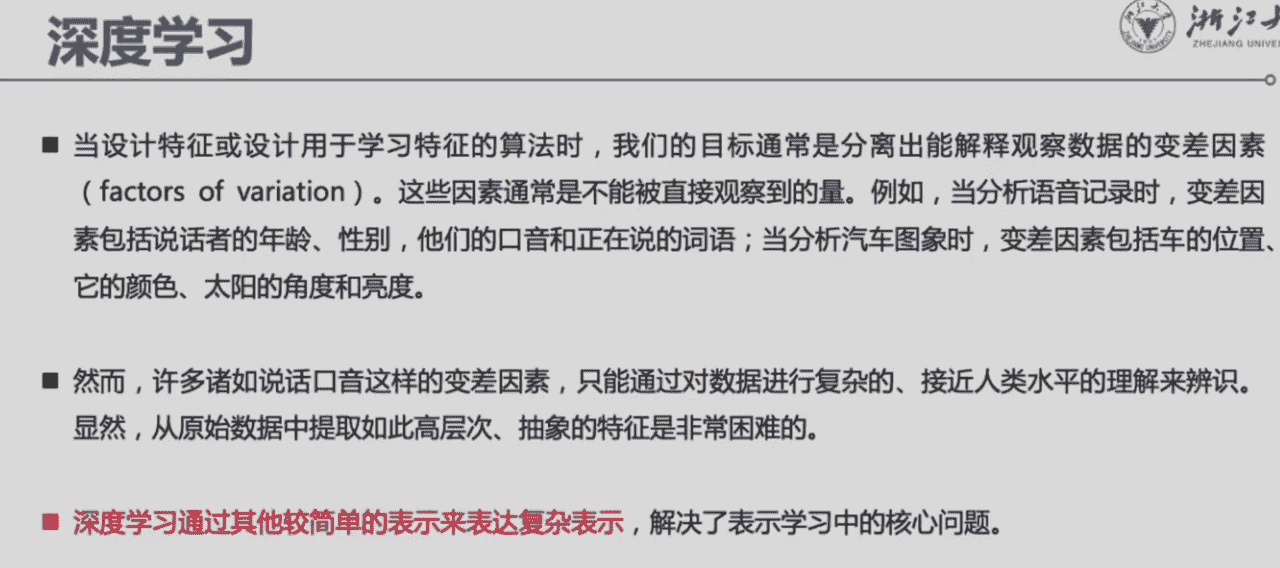 深度学习
浙江大
ZHEJIANG UNIVE
当设计特征或设计用于学习特征的算法时，我们的目标通常是分离出能解释观察数据的变差因素
（factors of variation）。这些因素通常是不能被直接观察到的量。例如，当分析语音记录时，变差因
素包括说话者的年龄、性别，他们的口音和正在说的词语；当分析汽车图象时，变差因素包括车的位置、
它的颜色、太阳的角度和亮度。
然而，许多诸如说话口音这样的变差因素，只能通过对数据进行复杂的、接近人类水平的理解来辨识。
显然，从原始数据中提取如此高层次、抽象的特征是非常困难的。
深度学习通过其他较简单的表示来表达复杂表示，解决了表示学习中的核心问题。